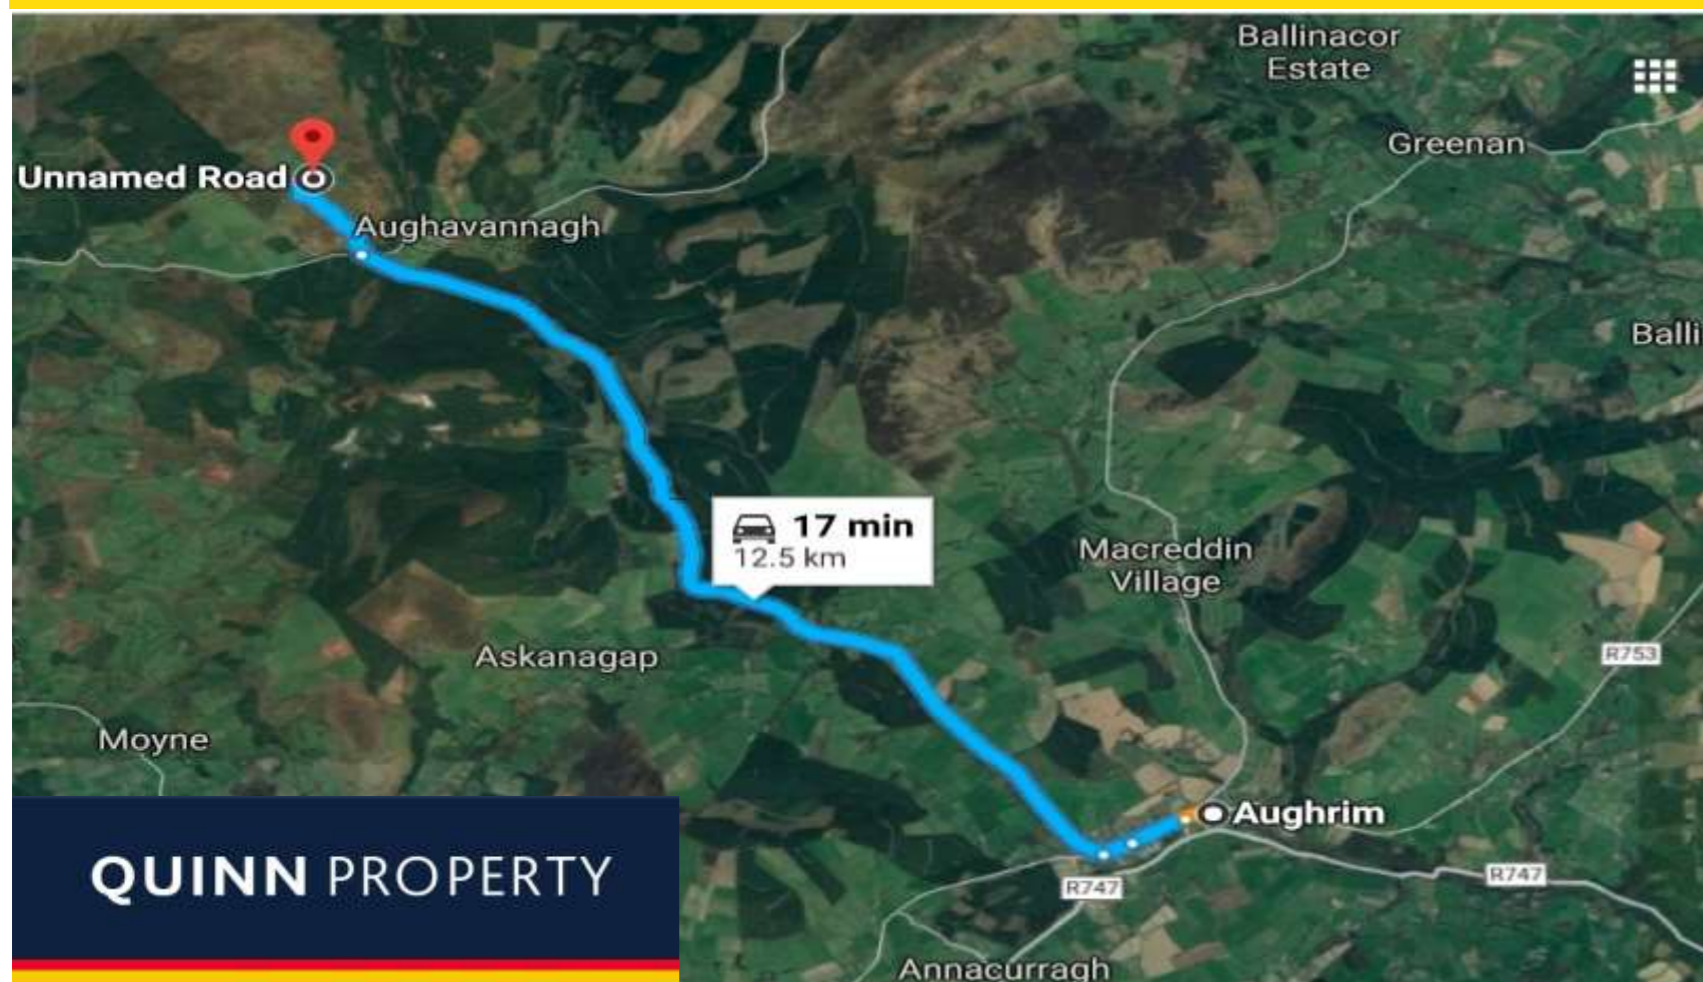 Ballinacor
Estate
Greenan
Unnamed Road
Aughavannagh
Balli
17 min
12.5 km
Macreddin
Village
Askanagap
R753
Moyne
Aughrim
QUINN PROPERTY
R747
R747
Annacurragh